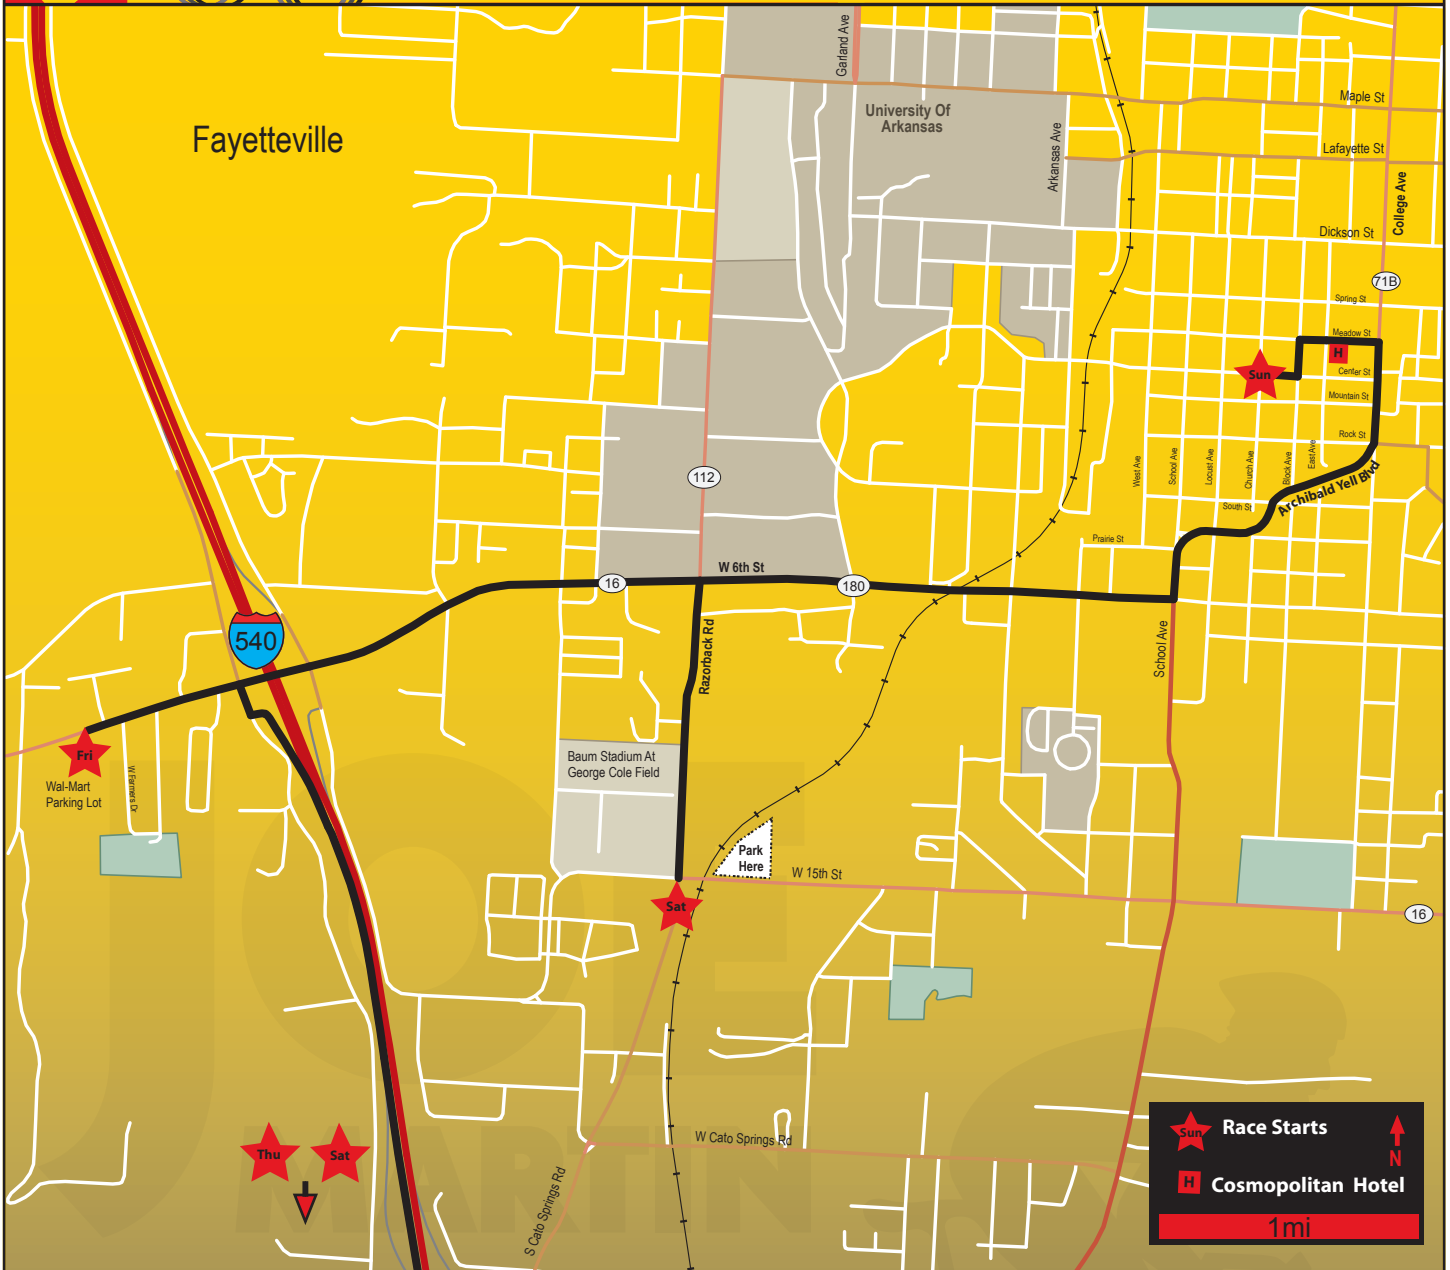 Garland Ave
Maple St
University Of
Arkansas
Fayetteville
Arkansas Ave
Lafayette St
College Ave
Dickson St
71B
Spring St
Meadow St
H
Sun
Center St
Mountain St
Rock St
West Ave
School Ave
Locust Ave
Church Ave
Block Ave
East Ave
Archibald Yell Blvd
South St
112
Prairie St
W 6th St
16
180
540
Razorback Rd
School Ave
Fri
Wal-Mart
Parking Lot
W Farmers Dr
Baum Stadium At
George Cole Field
Park
Here
W 15th St
Sat
16
JOE
MARTIN
W Cato Springs Rd
S Cato Springs Rd
Thu
Sat
Sun
Race Starts
N
H
Cosmopolitan Hotel
1mi